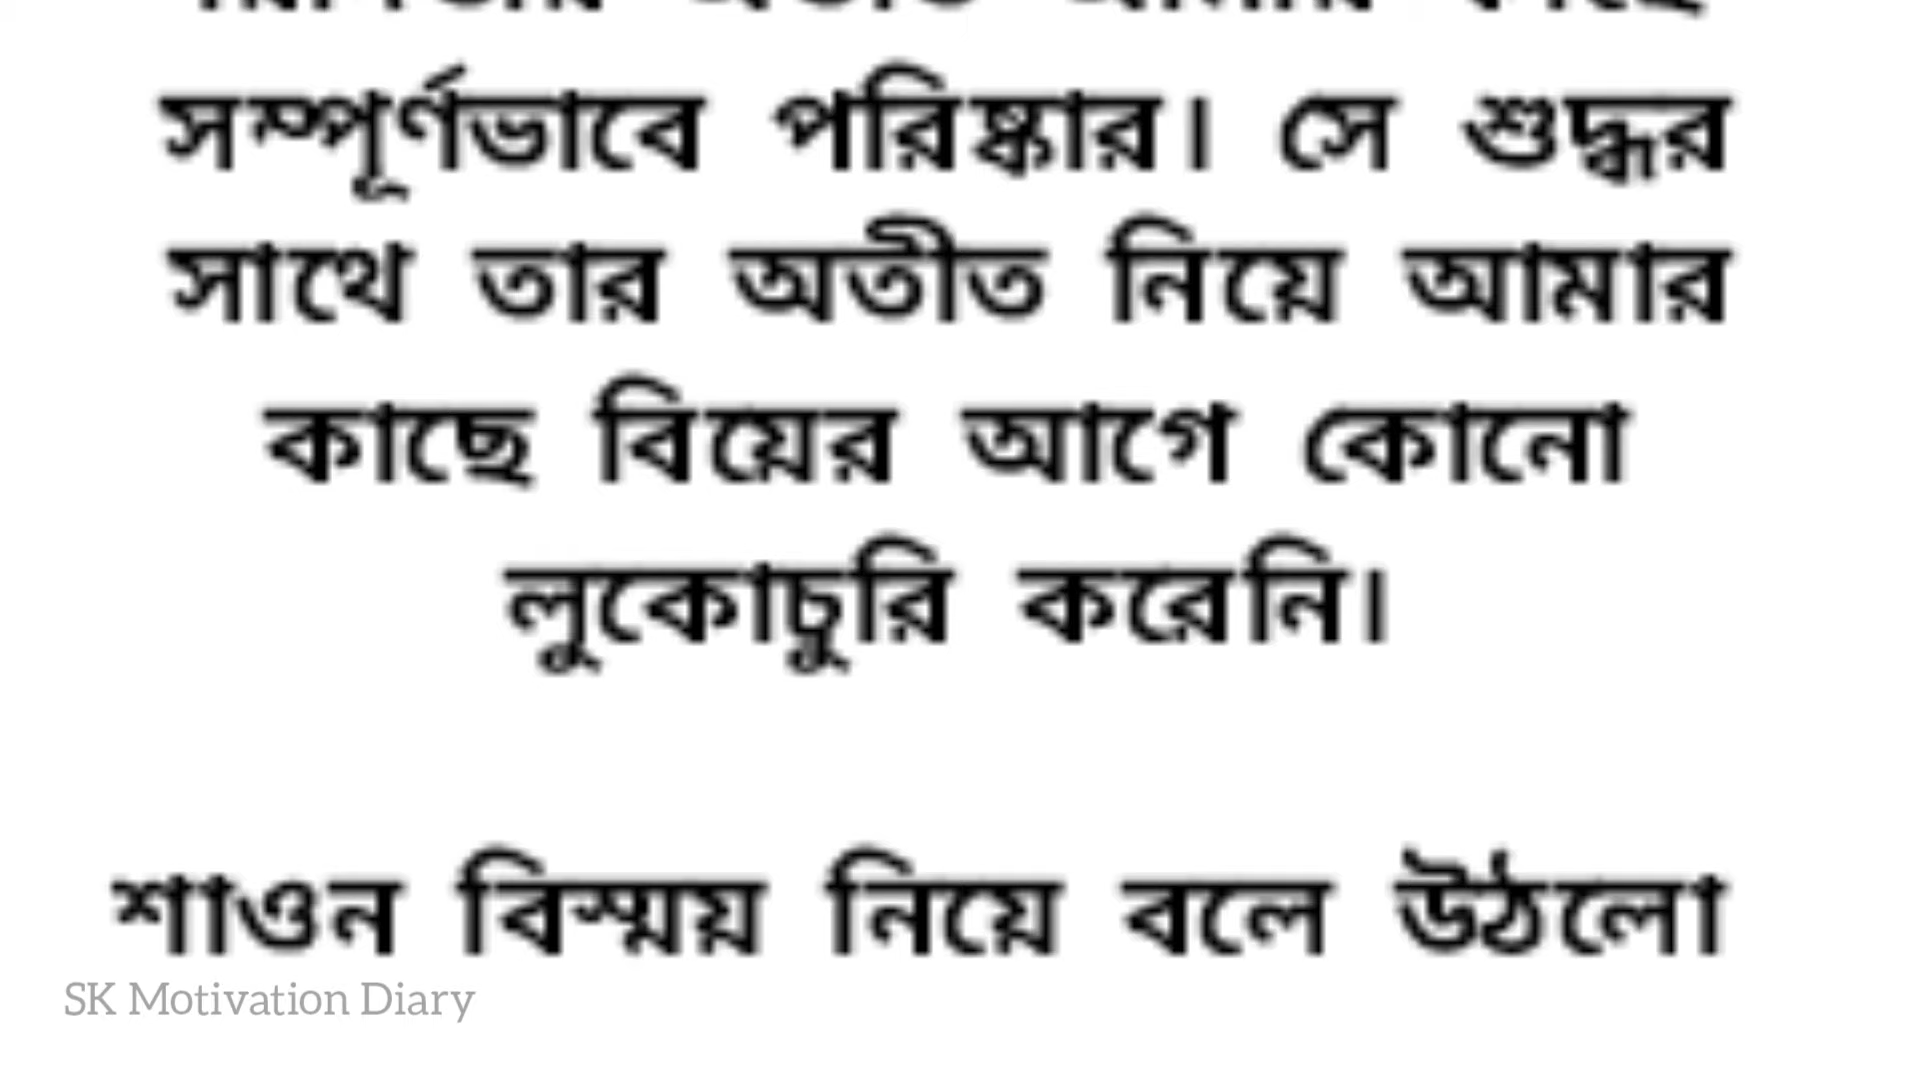 সম্পূর্ণভাবে পরিষ্কার। সে শুদ্ধর
সাথে তার অতীত নিয়ে আমার
কাছে বিয়ের আগে কোনো
লুকোচুরি করেনি।
শাওন বিস্ময় নিয়ে বলে উঠলো
SK Motivation Diary